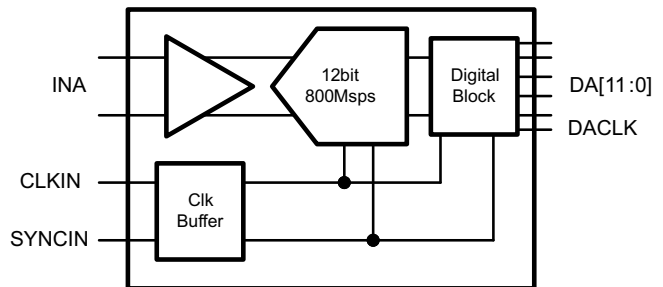 INA
12bit
800Msps
Digital
Block
DA[11:0]
DACLK
CLKIN
Clk
Buffer
SYNCIN